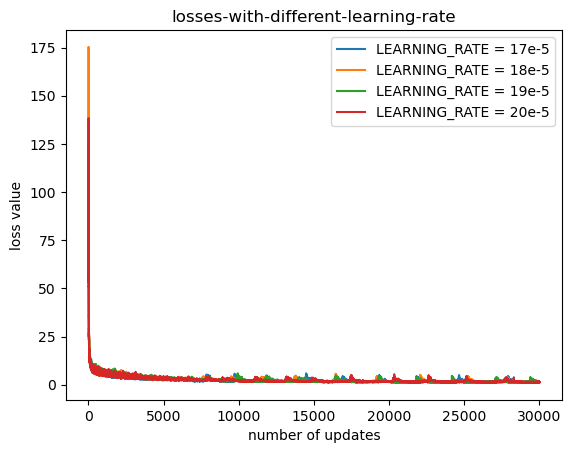 losses-with-different-learning-rate
LEARNING_RATE = 17e-5
LEARNING_RATE = 18e-5
LEARNING_RATE = 19e-5
LEARNING_RATE = 20e-5
175
150
125
100
75
50
25
0
loss value
0 5000 10000 15000 20000 25000 30000
number of updates